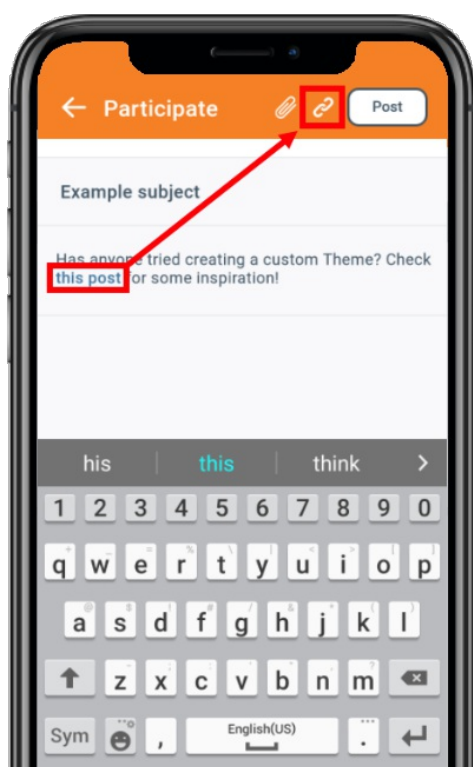 Participate Post
Example subject
Has anyone tried creating a custom Theme? Check
this post for some inspiration!
his this think >
1 2 3 4 5 6 7 8 9 0
q w e r t y u i o p
a s d f g h j k l
z x c v b n m
Sym , English(US) .